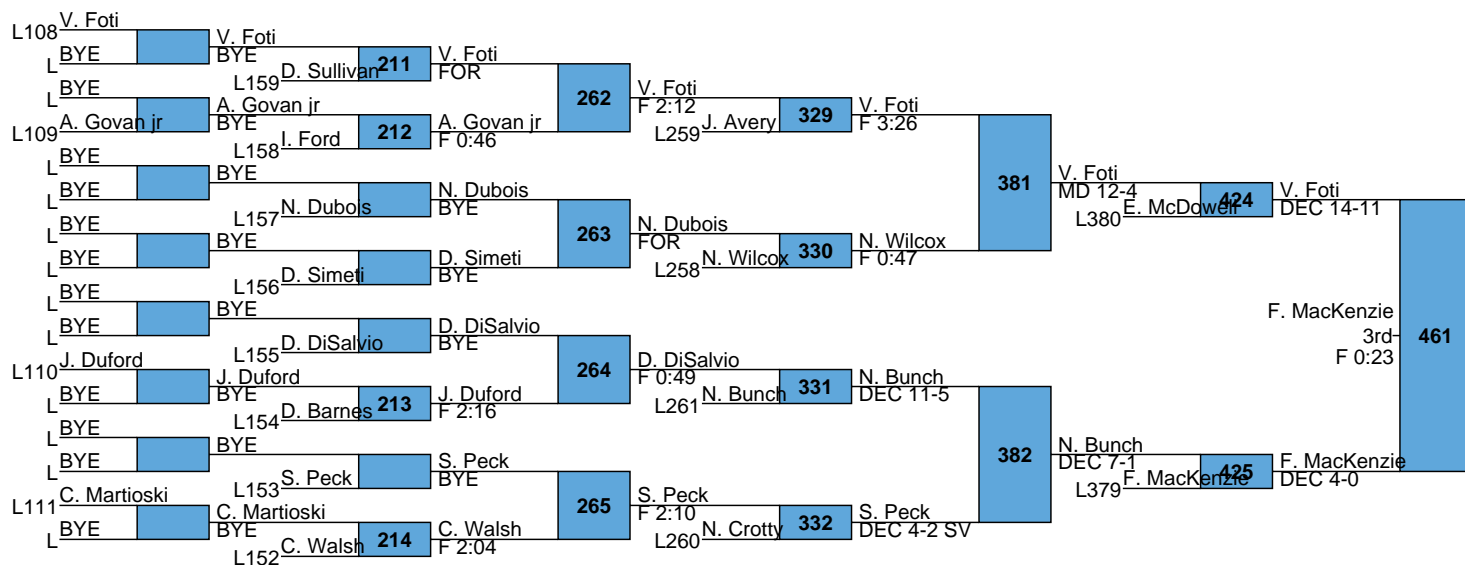 L108 V. Foti
L BYE
V. Foti
BYE
L159 D. Sullivan
211
V. Foti
FOR
L BYE
L109 A. Govan jr
A. Govan jr
BYE
L158 I. Ford
212
A. Govan jr
F 0:46
262
V. Foti
F 2:12
L259 J. Avery
329
V. Foti
F 3:26
L BYE
L BYE
BYE
L157 N. Dubois
N. Dubois
BYE
L BYE
L BYE
BYE
L156 D. Simeti
D. Simeti
BYE
263
N. Dubois
FOR
L258 N. Wilcox
330
N. Wilcox
F 0:47
381
V. Foti
MD 12-4
L380 E. McDowell
424
V. Foti
DEC 14-11
L BYE
L BYE
BYE
L155 D. DiSalvio
D. DiSalvio
BYE
L110 J. Duford
L BYE
J. Duford
BYE
L154 D. Barnes
213
J. Duford
F 2:16
264
D. DiSalvio
F 0:49
L261 N. Bunch
331
N. Bunch
DEC 11-5
L BYE
L BYE
BYE
L153 S. Peck
S. Peck
BYE
L111 C. Martioski
L BYE
C. Martioski
BYE
L152 C. Walsh
214
C. Walsh
F 2:04
265
S. Peck
F 2:10
L260 N. Crotty
332
S. Peck
DEC 4-2 SV
382
N. Bunch
DEC 7-1
L379 F. MacKenzie
425
F. MacKenzie
DEC 4-0
461
F. MacKenzie
3rd
F 0:23